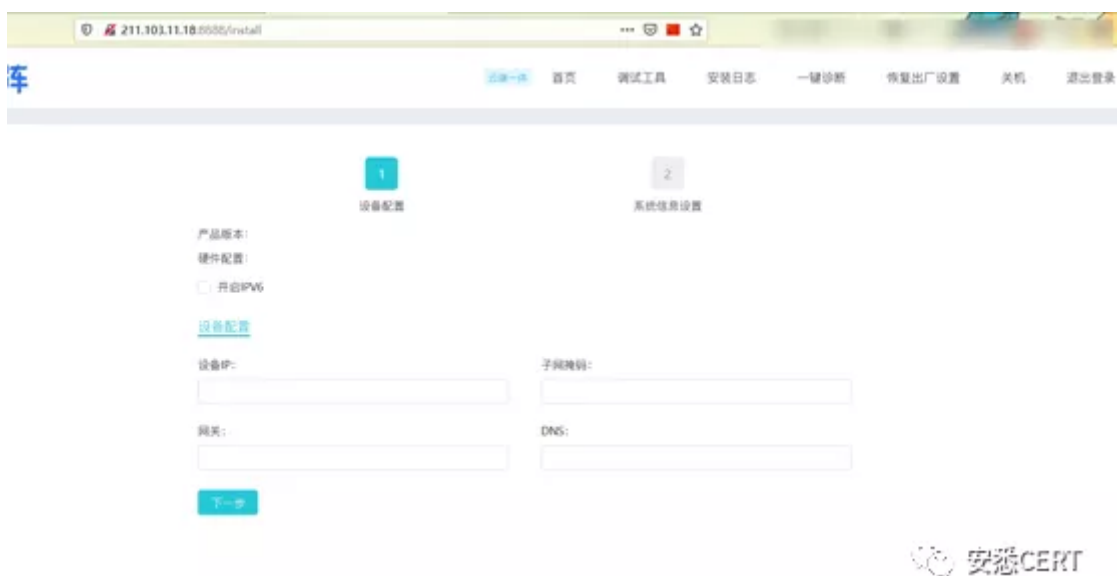 211.103.11.18:8888/install
阵
云端一体 首页 调试工具 安装日志 一键诊断 恢复出厂设置 关机 退出登录
1
2
设备配置
系统信息设置
产品版本:
硬件配置:
开启IPV6
设备配置
设备IP:
子网掩码:
网关:
DNS:
下一步
安悉CERT